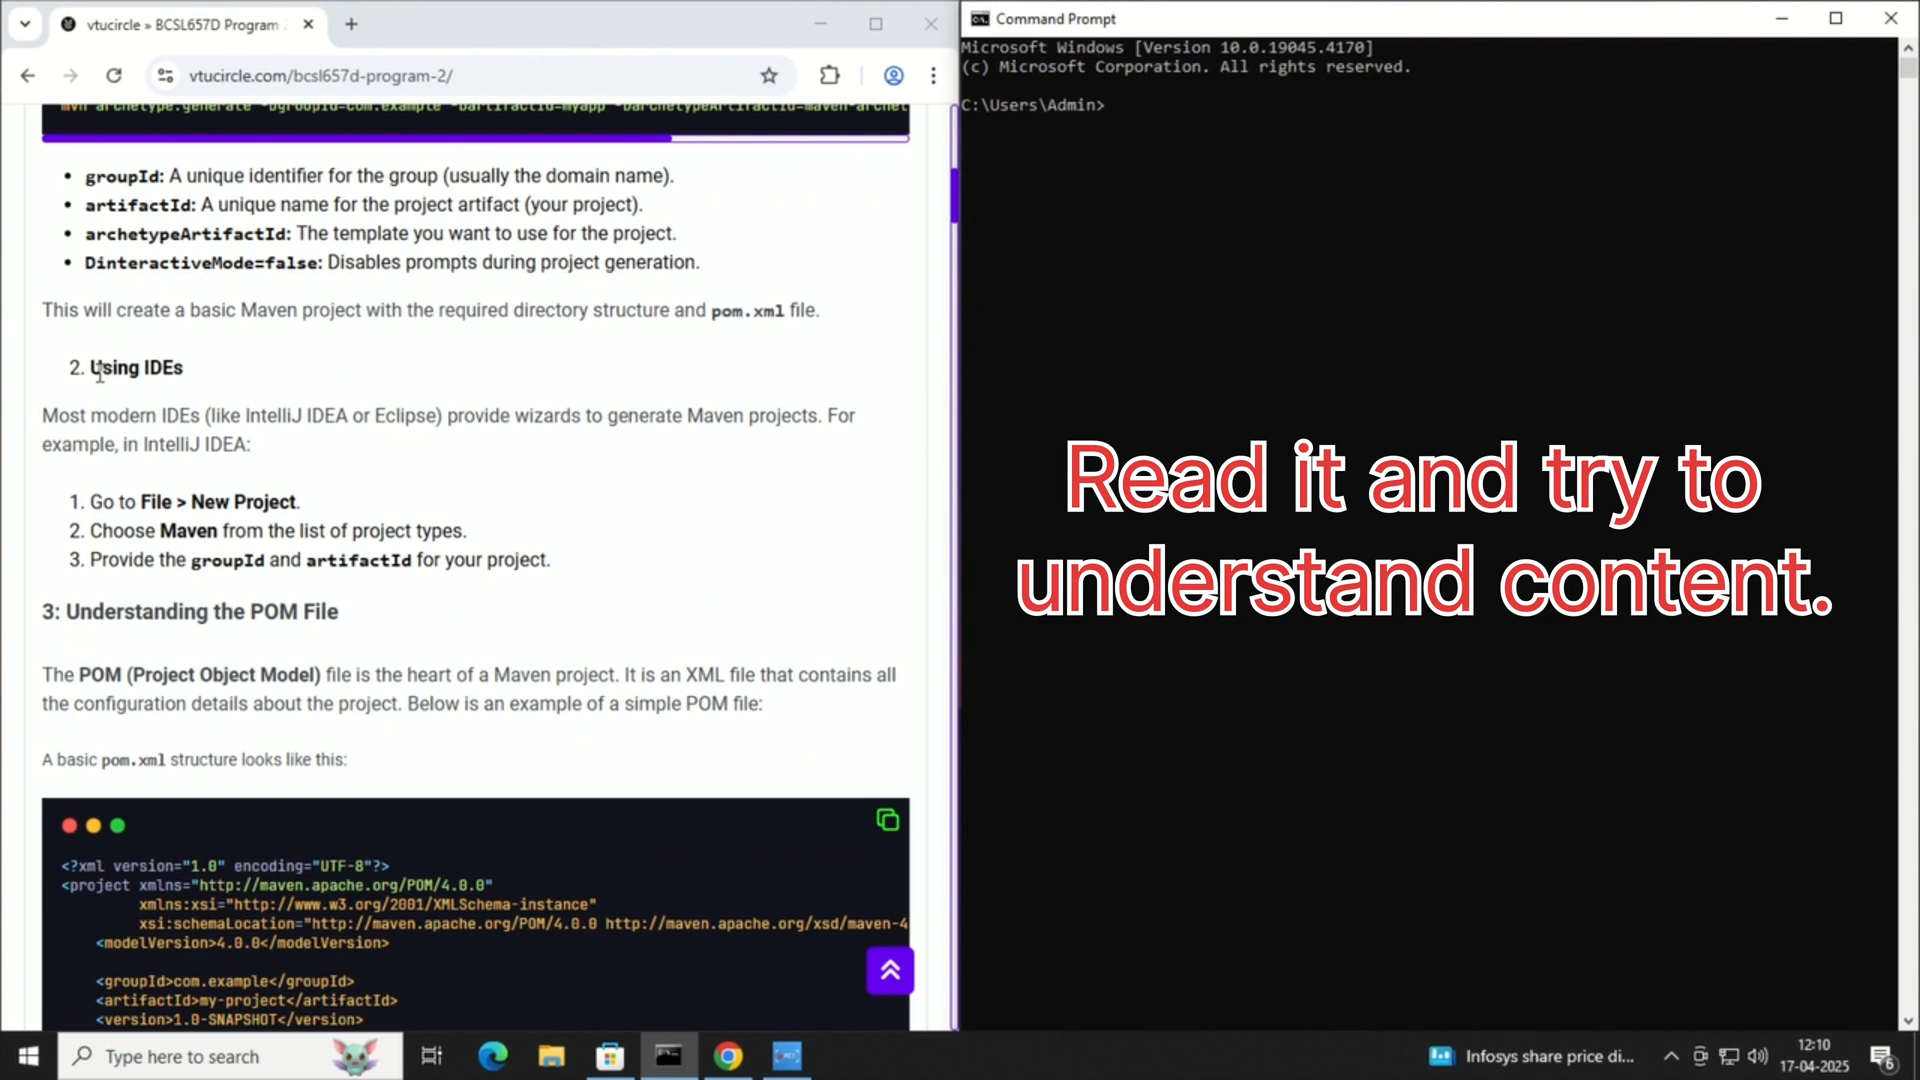 vtucircle » BCSL657D Program
vtucircle.com/bcsl657d-program-2/
mvn archetype:generate -DgroupId=com.example -DartifactId=myapp -DarchetypeArtifactId=maven-archet
groupId: A unique identifier for the group (usually the domain name).
artifactId: A unique name for the project artifact (your project).
archetypeArtifactId: The template you want to use for the project.
DinteractiveMode=false: Disables prompts during project generation.
This will create a basic Maven project with the required directory structure and pom.xml file.
2. Using IDEs
Most modern IDEs (like IntelliJ IDEA or Eclipse) provide wizards to generate Maven projects. For
example, in IntelliJ IDEA:
1. Go to File > New Project.
2. Choose Maven from the list of project types.
3. Provide the groupId and artifactId for your project.
3: Understanding the POM File
The POM (Project Object Model) file is the heart of a Maven project. It is an XML file that contains all
the configuration details about the project. Below is an example of a simple POM file:
A basic pom.xml structure looks like this:
<?xml version="1.0" encoding="UTF-8"?>
<project xmlns="http://maven.apache.org/POM/4.0.0"
xmlns:xsi="http://www.w3.org/2001/XMLSchema-instance"
xsi:schemaLocation="http://maven.apache.org/POM/4.0.0 http://maven.apache.org/xsd/maven-4
<modelVersion>4.0.0</modelVersion>
<groupId>com.example</groupId>
<artifactId>my-project</artifactId>
<version>1.0-SNAPSHOT</version>
Command Prompt
Microsoft Windows [Version 10.0.19045.4170]
(c) Microsoft Corporation. All rights reserved.
C:\Users\Admin>
Read it and try to
understand content.
Type here to search
Infosys share price di...
12:10
17-04-2025
6